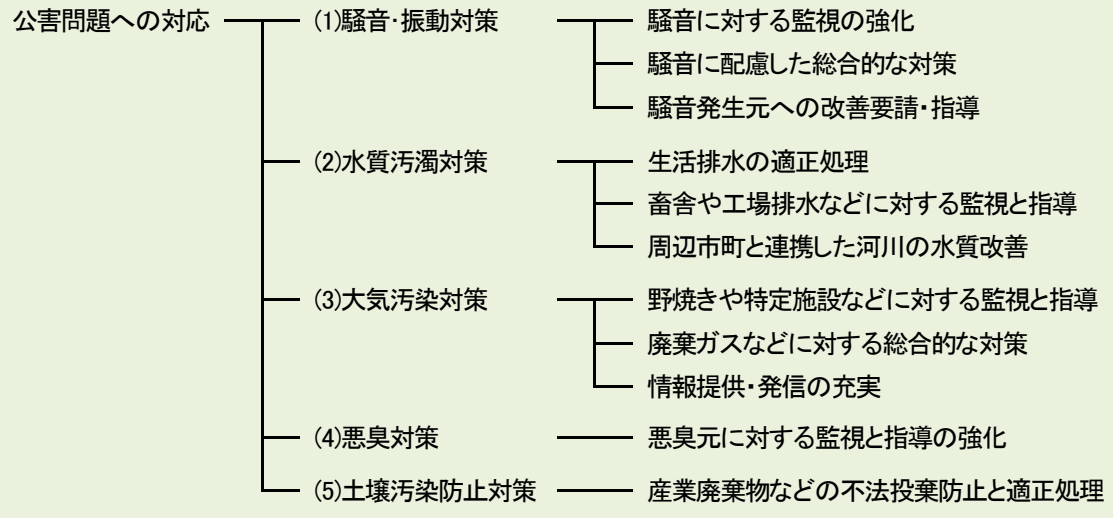 公害問題への対応
(1)騒音・振動対策
騒音に対する監視の強化
騒音に配慮した総合的な対策
騒音発生元への改善要請・指導
(2)水質汚濁対策
生活排水の適正処理
畜舎や工場排水などに対する監視と指導
周辺市町と連携した河川の水質改善
(3)大気汚染対策
野焼きや特定施設などに対する監視と指導
廃棄ガスなどに対する総合的な対策
情報提供・発信の充実
(4)悪臭対策
悪臭元に対する監視と指導の強化
(5)土壌汚染防止対策
産業廃棄物などの不法投棄防止と適正処理